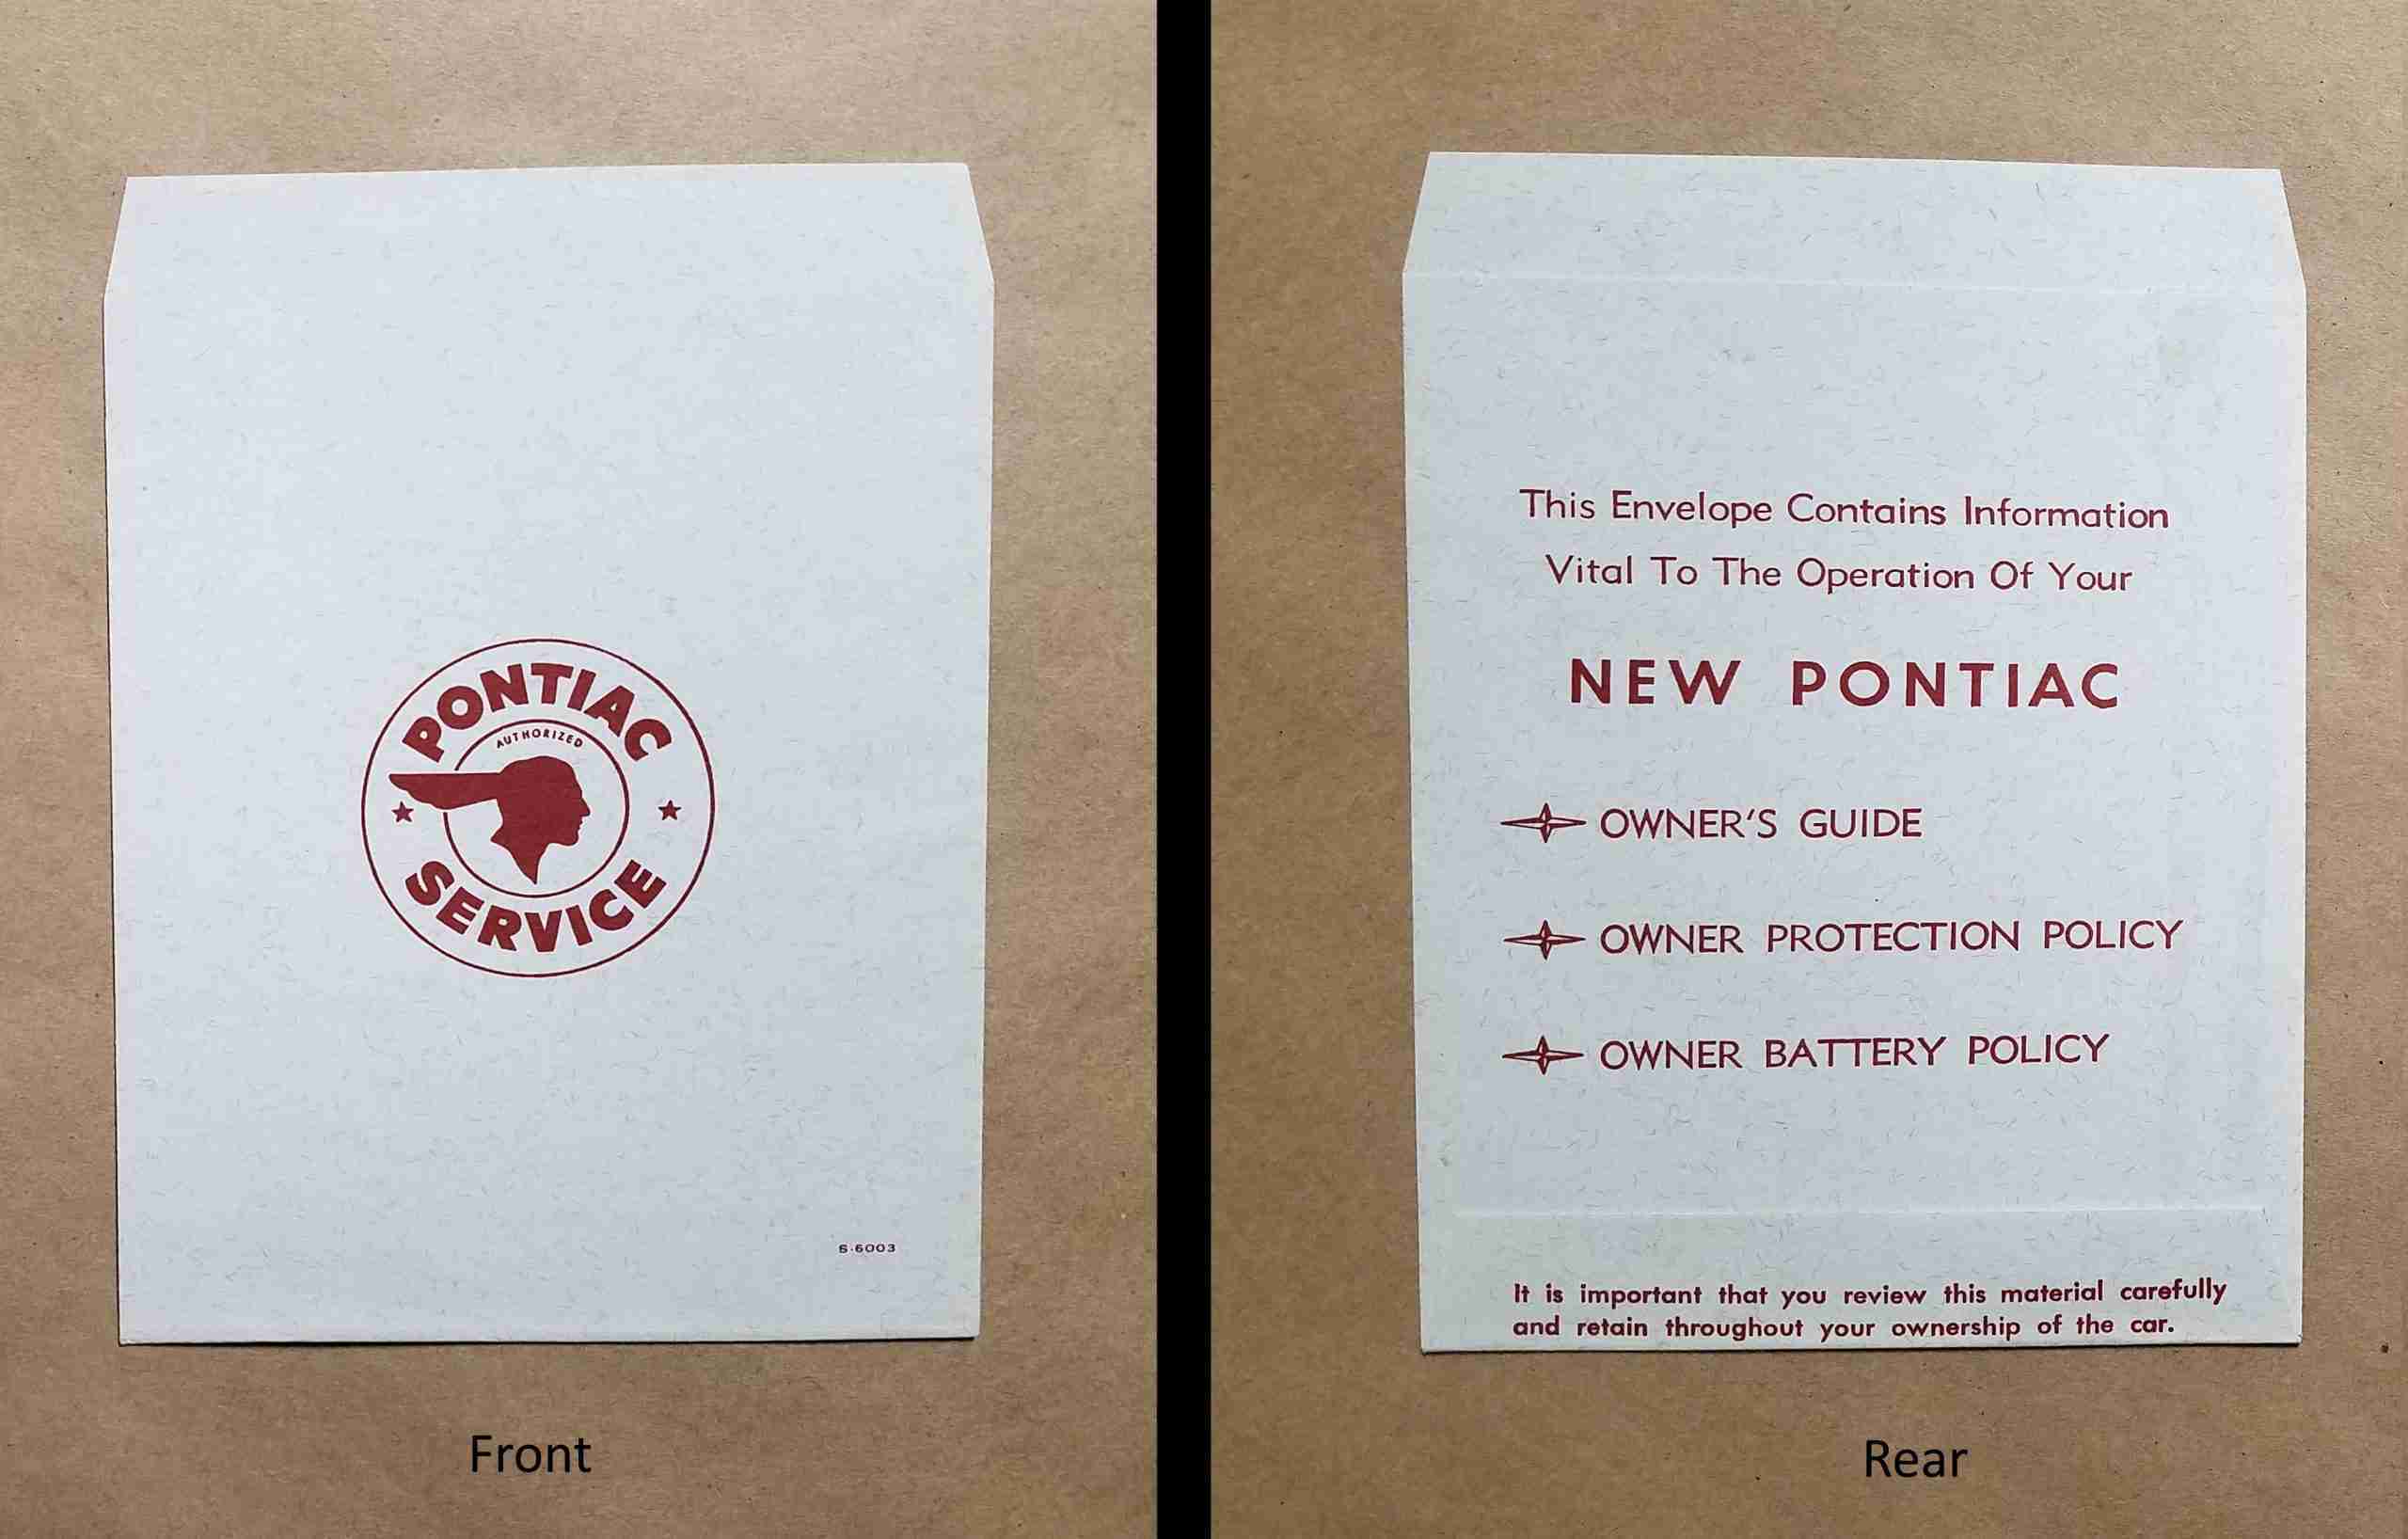 PONTIAC
AUTHORIZED
SERVICE
S-6003
Front
This Envelope Contains Information
Vital To The Operation Of Your
NEW PONTIAC
OWNER'S GUIDE
OWNER PROTECTION POLICY
OWNER BATTERY POLICY
It is important that you review this material carefully
and retain throughout your ownership of the car.
Rear